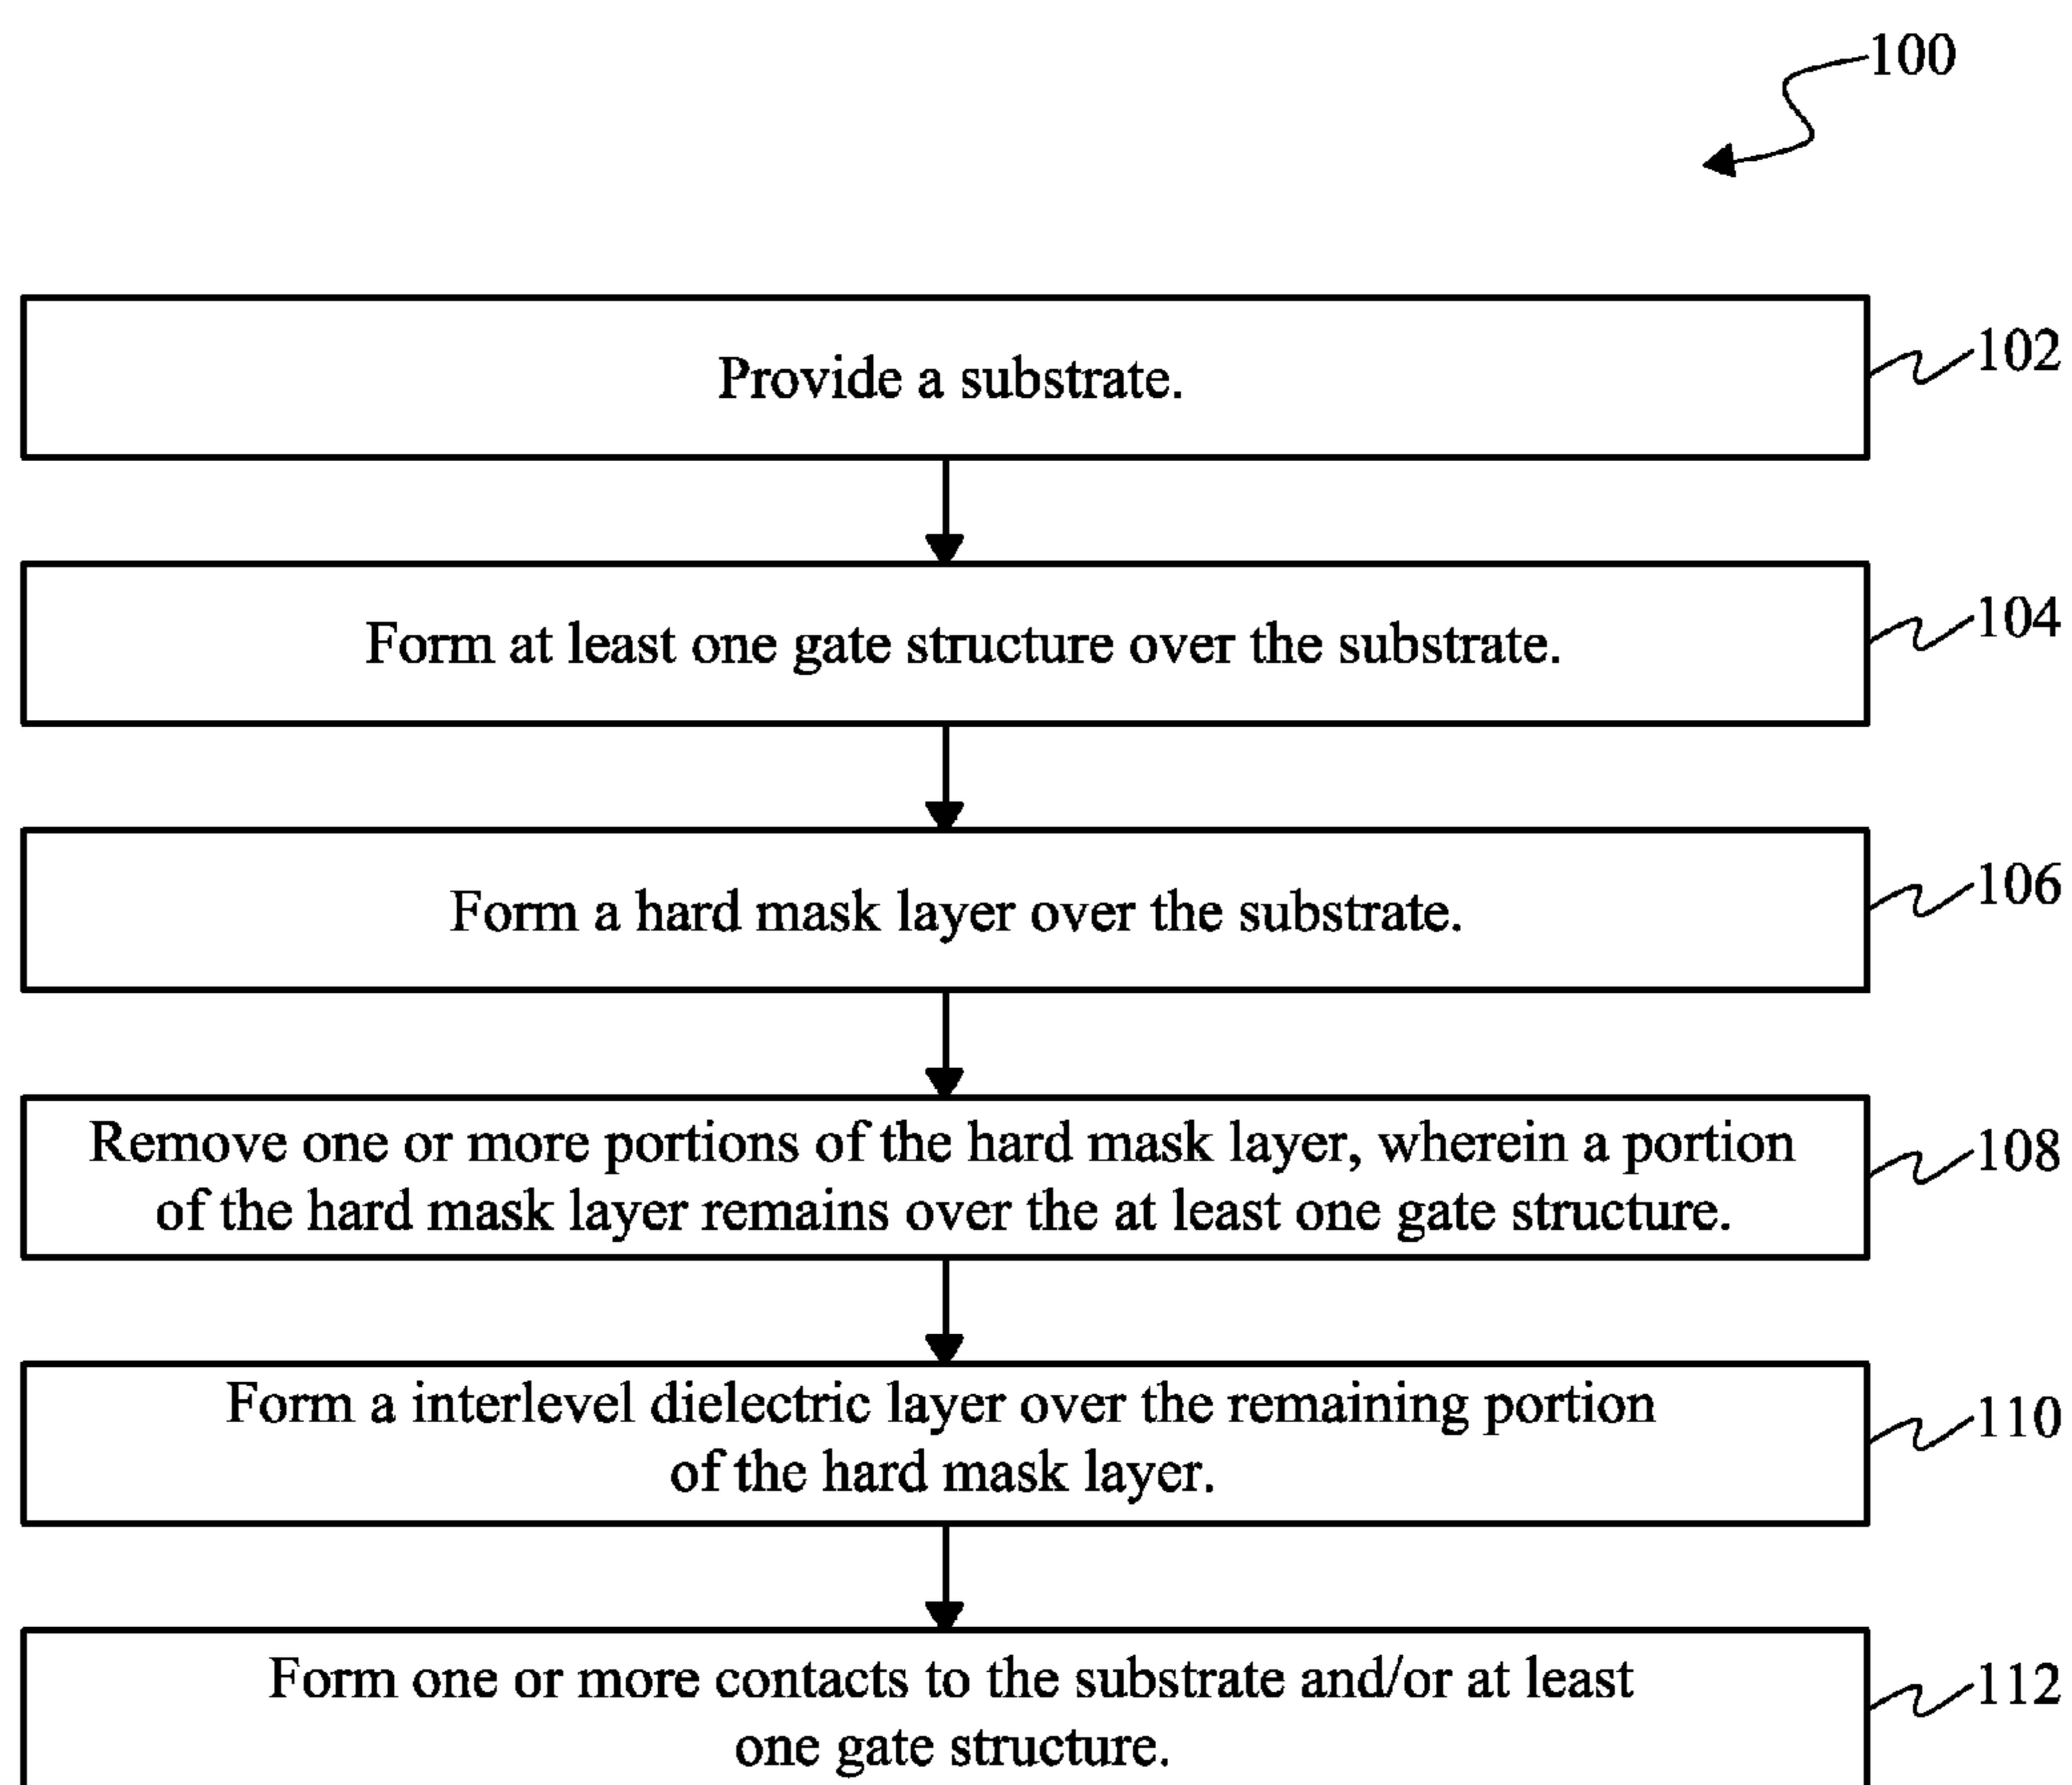 100
Provide a substrate.
102
Form at least one gate structure over the substrate.
104
Form a hard mask layer over the substrate.
106
Remove one or more portions of the hard mask layer, wherein a portion
of the hard mask layer remains over the at least one gate structure.
108
Form a interlevel dielectric layer over the remaining portion
of the hard mask layer.
110
Form one or more contacts to the substrate and/or at least
one gate structure.
112